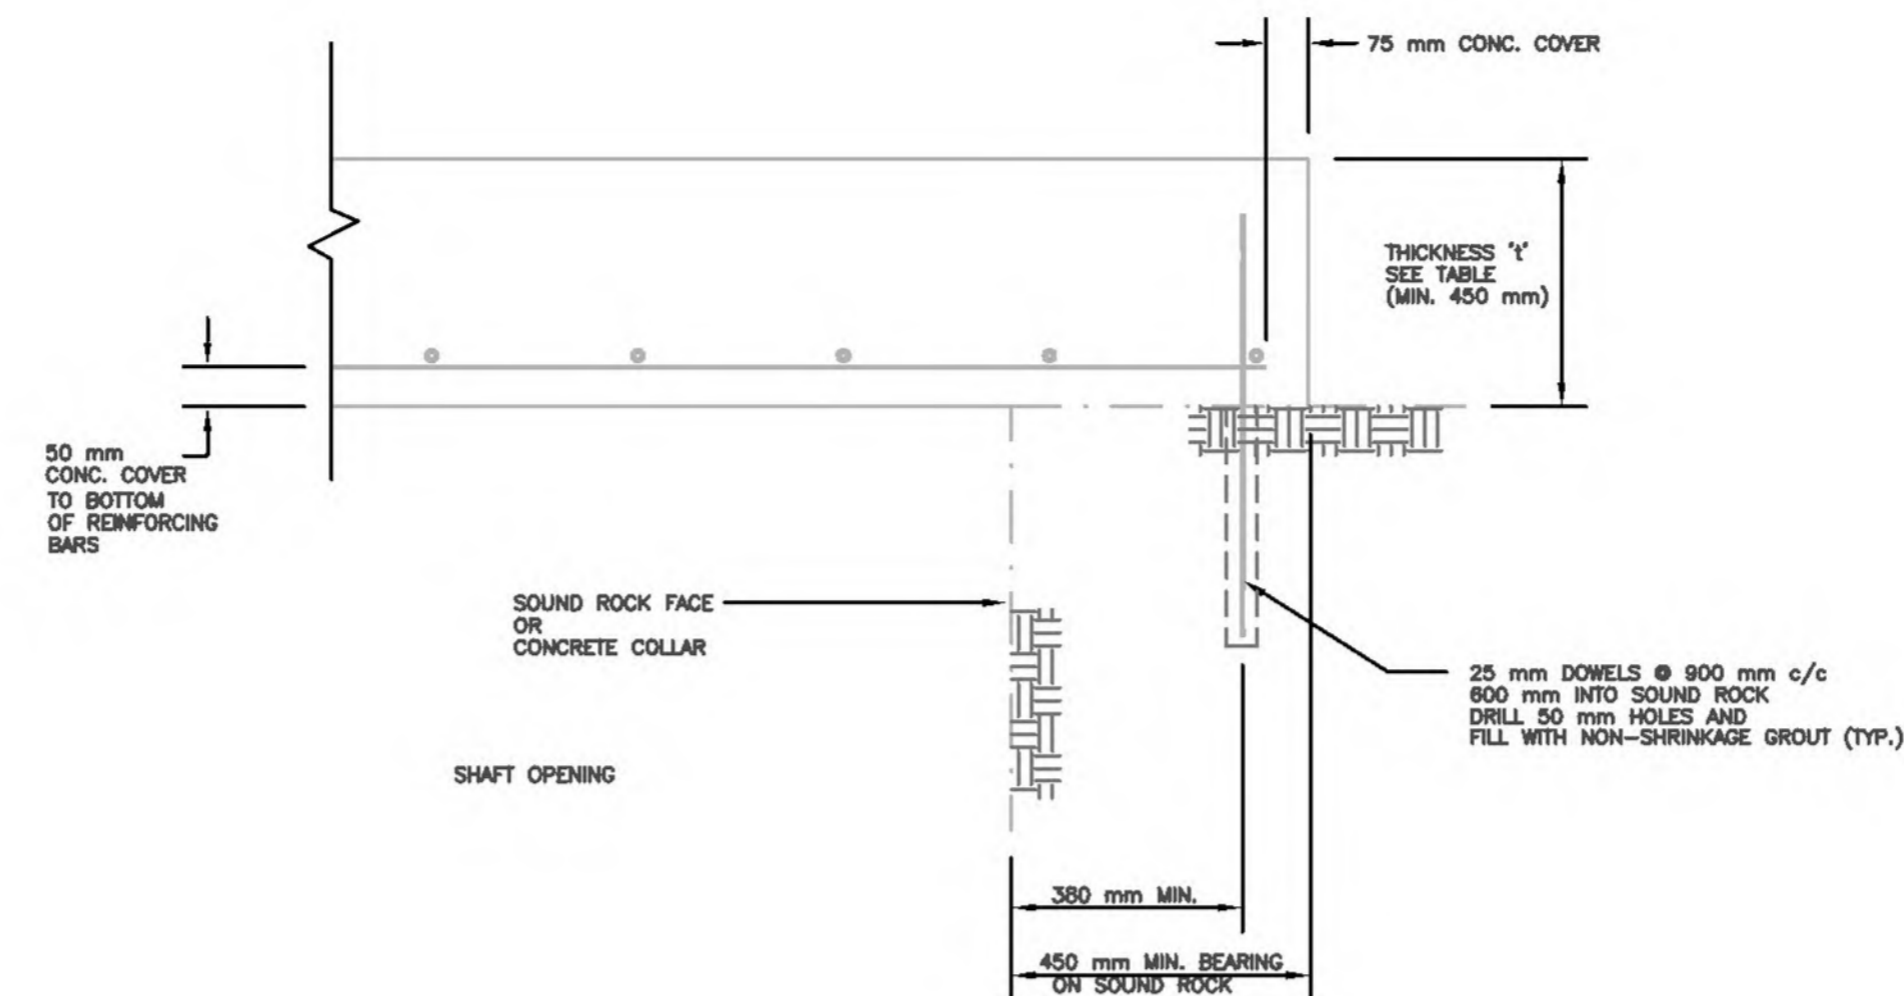 75 mm CONC. COVER
THICKNESS 't'
SEE TABLE
(MIN. 450 mm)
50 mm
CONC. COVER
TO BOTTOM
OF REINFORCING
BARS
SOUND ROCK FACE
OR
CONCRETE COLLAR
25 mm DOWELS @ 900 mm c/c
600 mm INTO SOUND ROCK
DRILL 50 mm HOLES AND
FILL WITH NON-SHRINKAGE GROUT (TYP.)
SHAFT OPENING
380 mm MIN.
450 mm MIN. BEARING
ON SOUND ROCK